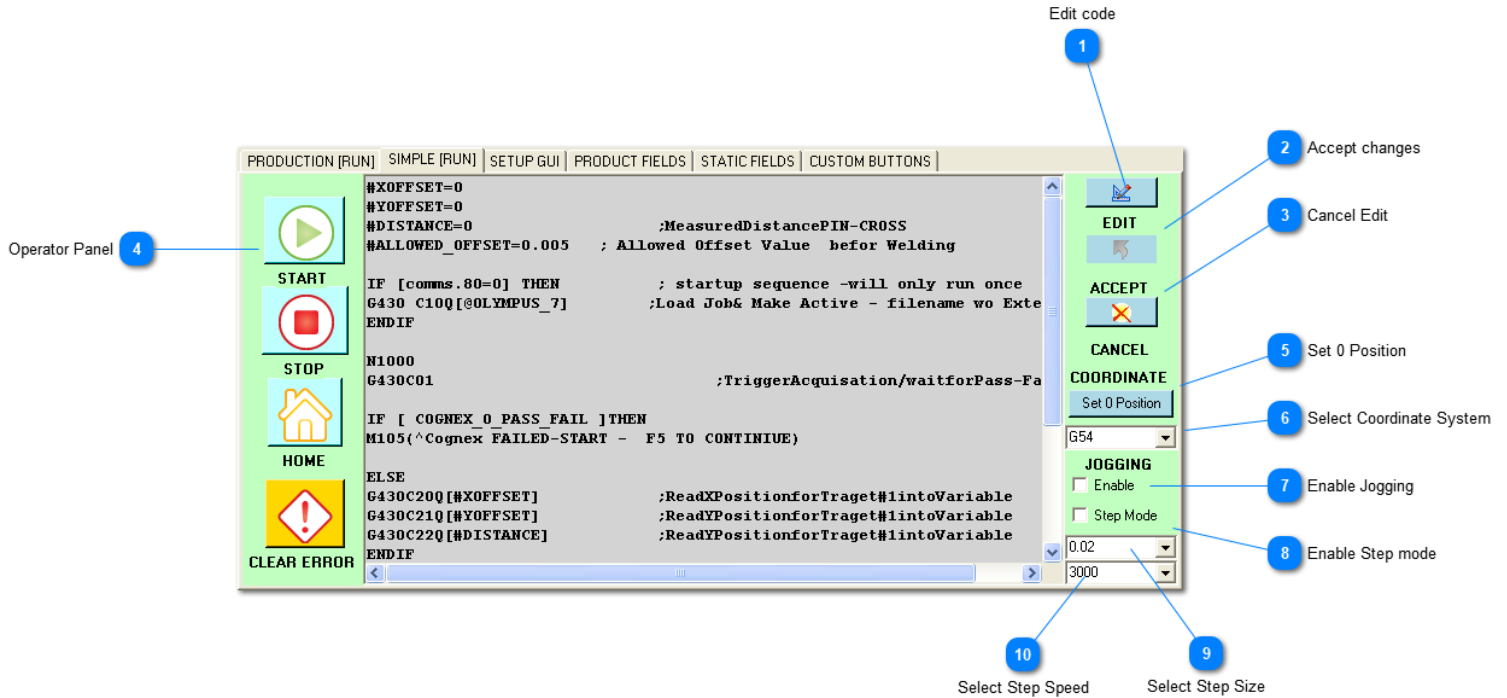 Edit code
1
2 Accept changes
3 Cancel Edit
Operator Panel 4
5 Set 0 Position
6 Select Coordinate System
7 Enable Jogging
8 Enable Step mode
10
Select Step Speed
9
Select Step Size
PRODUCTION [RUN] SIMPLE [RUN] SETUP GUI PRODUCT FIELDS STATIC FIELDS CUSTOM BUTTONS
START
STOP
HOME
CLEAR ERROR
#XOFFSET=0
#YOFFSET=0
#DISTANCE=0 ;MeasuredDistancePIN-CROSS
#ALLOWED_OFFSET=0.005 ; Allowed Offset Value befor Welding
IF [comms.80=0] THEN ; startup sequence -will only run once
G430 C10Q[@OLYMPUS_7] ;Load Job& Make Active - filename wo Exte
ENDIF
N1000
G430C01 ;TriggerAcquisation/waitforPass-Fa
IF [ COGNEX_0_PASS_FAIL ]THEN
M105(^Cognex FAILED-START - F5 TO CONTINIUE)
ELSE
G430C20Q[#XOFFSET] ;ReadXPositionforTraget#1intoVariable
G430C21Q[#YOFFSET] ;ReadYPositionforTraget#1intoVariable
G430C22Q[#DISTANCE] ;ReadYPositionforTraget#1intoVariable
ENDIF
EDIT
ACCEPT
CANCEL
COORDINATE
Set 0 Position
G54
JOGGING
Enable
Step Mode
0.02
3000